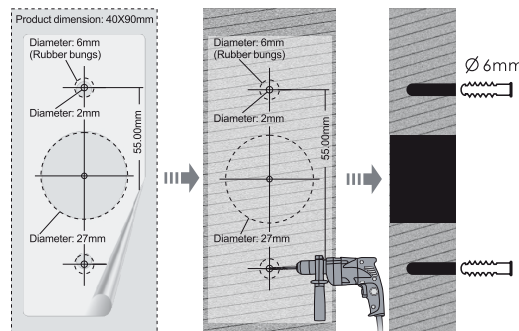 Product dimension: 40X90mm
Diameter: 6mm
(Rubber bungs)
Diameter: 2mm
55.00mm
Diameter: 27mm
Diameter: 6mm
(Rubber bungs)
Diameter: 2mm
55.00mm
Diameter: 27mm
Ø 6mm